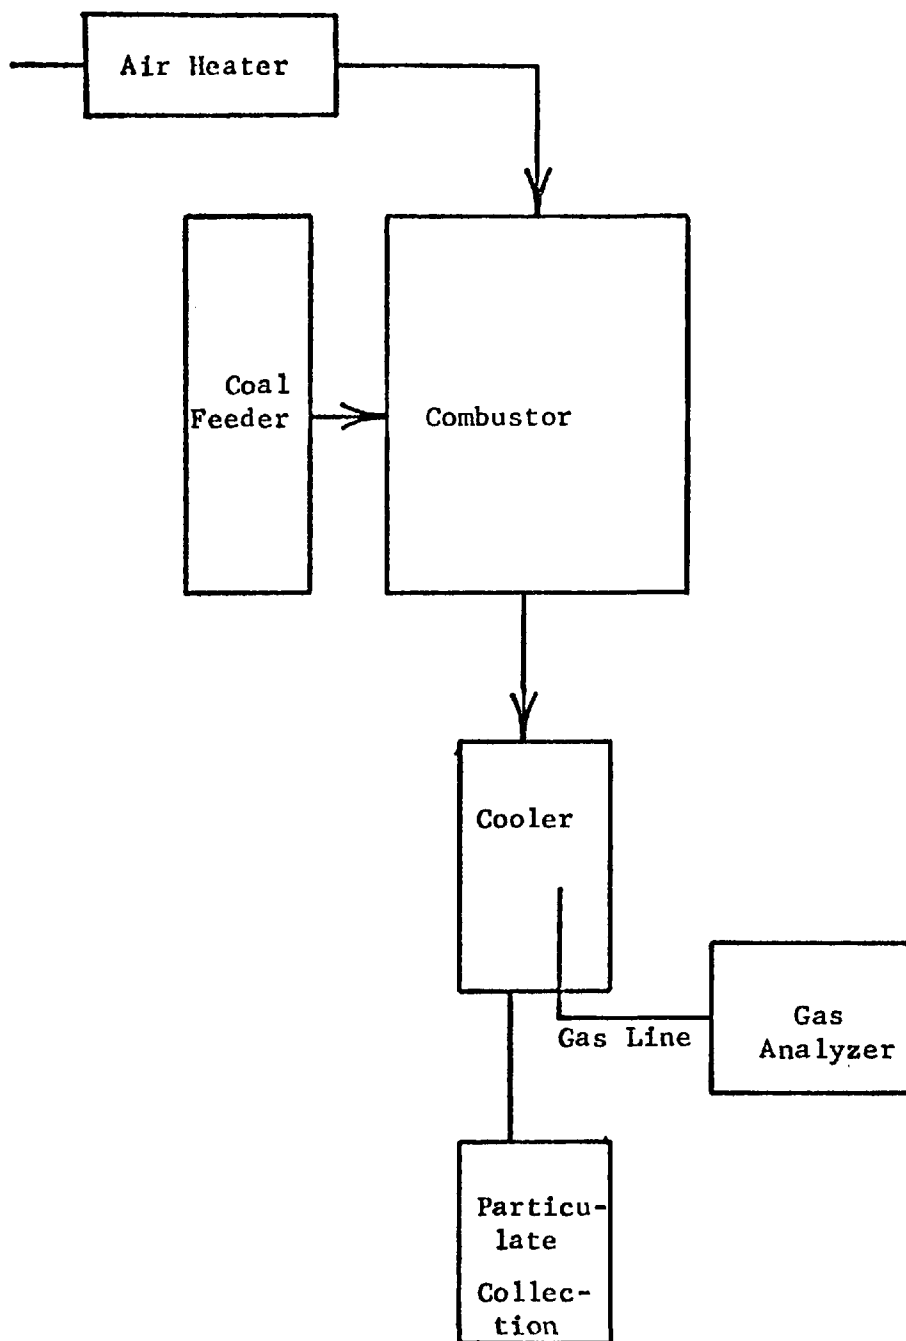 Air Heater
Coal
Feeder
Combustor
Cooler
Gas Line
Gas
Analyzer
Particu-
late
Collec-
tion